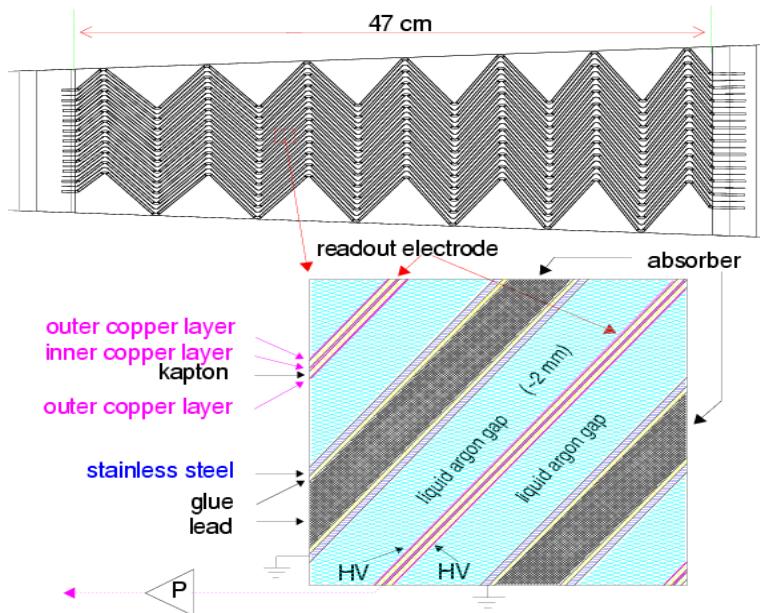 47 cm
readout electrode
absorber
outer copper layer
inner copper layer
kapton
outer copper layer
(~2 mm)
liquid argon gap
liquid argon gap
stainless steel
glue
lead
HV
HV
P